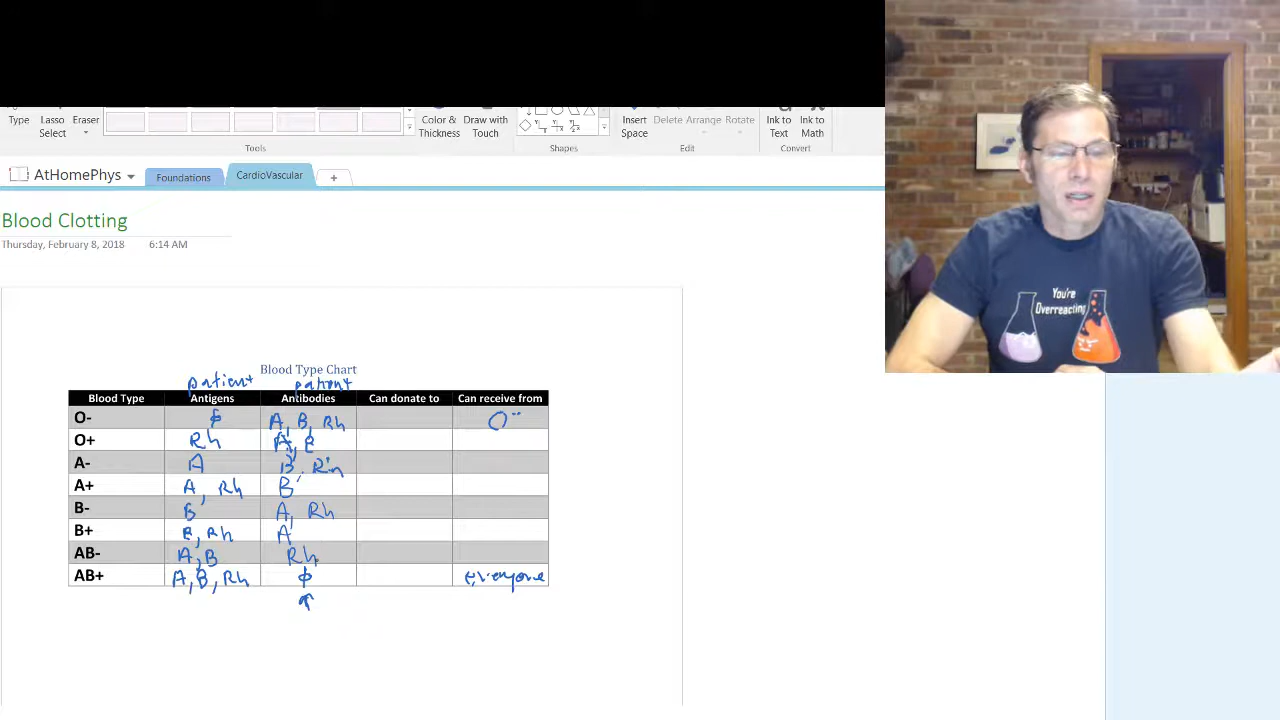 Type Lasso Select Eraser Color & Thickness Draw with Touch Insert Space Delete Arrange Rotate Ink to Text Ink to Math
Tools Shapes Edit Convert
AtHomePhys Foundations CardioVascular +
Blood Clotting
Thursday, February 8, 2018 6:14 AM
You're
Overreacting
Blood Type Chart
patient patient
Blood Type Antigens Antibodies Can donate to Can receive from
O- ϕ A, B, Rh O-
O+ Rh A, B
A- A B, Rh
A+ A, Rh B
B- B A, Rh
B+ B, Rh A
AB- A, B Rh
AB+ A, B, Rh ϕ everyone